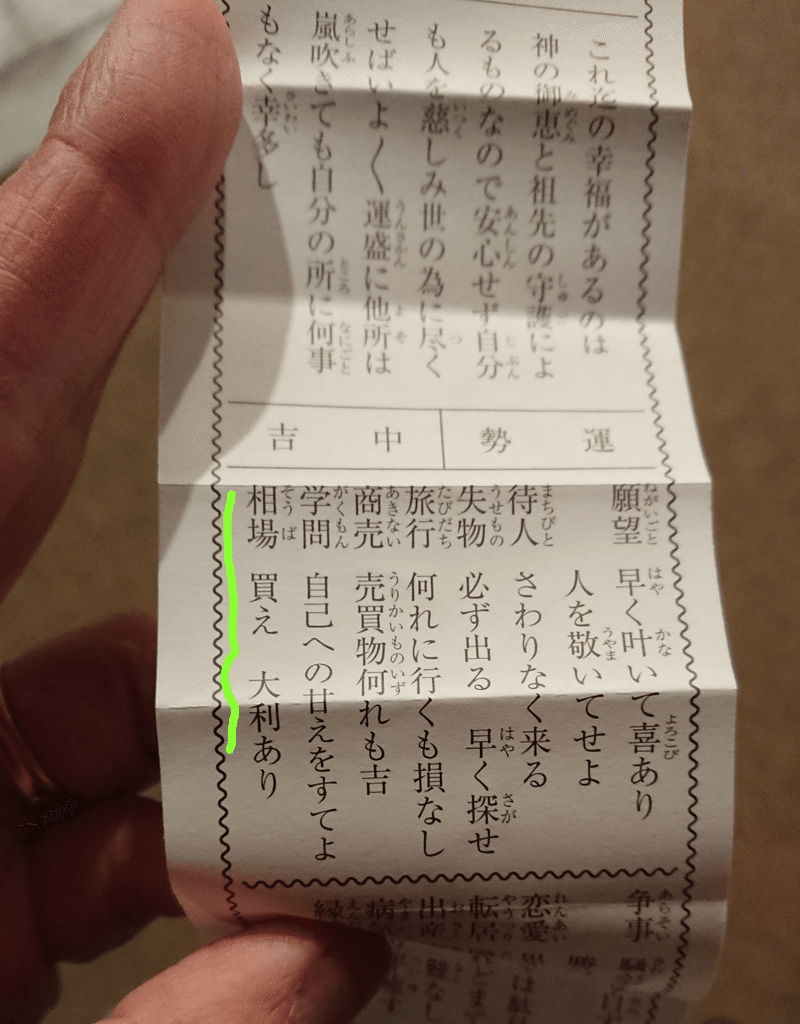 これ迄の幸福があるのは
神の御恵と祖先の守護によ
るものなので安心せず自分
も人を慈しみ世の為に尽く
せばいよ〱運盛に他所は
嵐吹きても自分の所に何事
もなく幸多し
運勢 中吉
願望 早く叶いて喜あり
人を敬いてせよ
待人 さわりなく来る
失物 必ず出る 早く探せ
旅行 何れに行くも損なし
商売 売買物何れも吉
学問 自己への甘えをすてよ
相場 買え 大利あり
争事
恋愛
転居
出産 難なし
病
縁